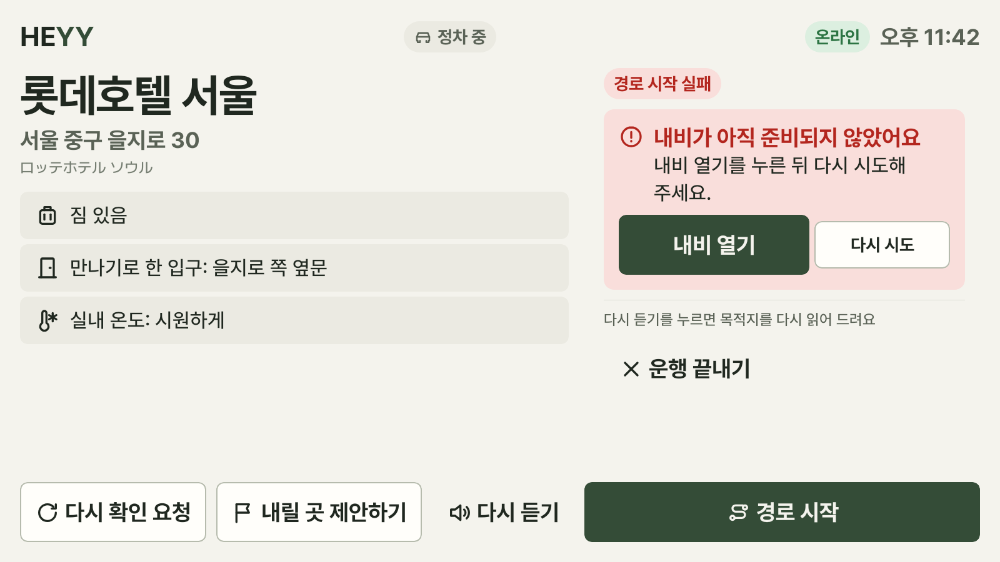 HEYY
정차 중
온라인
오후 11:42
롯데호텔 서울
서울 중구 을지로 30
ロッテホテル ソウル
짐 있음
만나기로 한 입구: 을지로 쪽 옆문
실내 온도: 시원하게
경로 시작 실패
내비가 아직 준비되지 않았어요
내비 열기를 누른 뒤 다시 시도해
주세요.
내비 열기
다시 시도
다시 듣기를 누르면 목적지를 다시 읽어 드려요
운행 끝내기
다시 확인 요청
내릴 곳 제안하기
다시 듣기
경로 시작